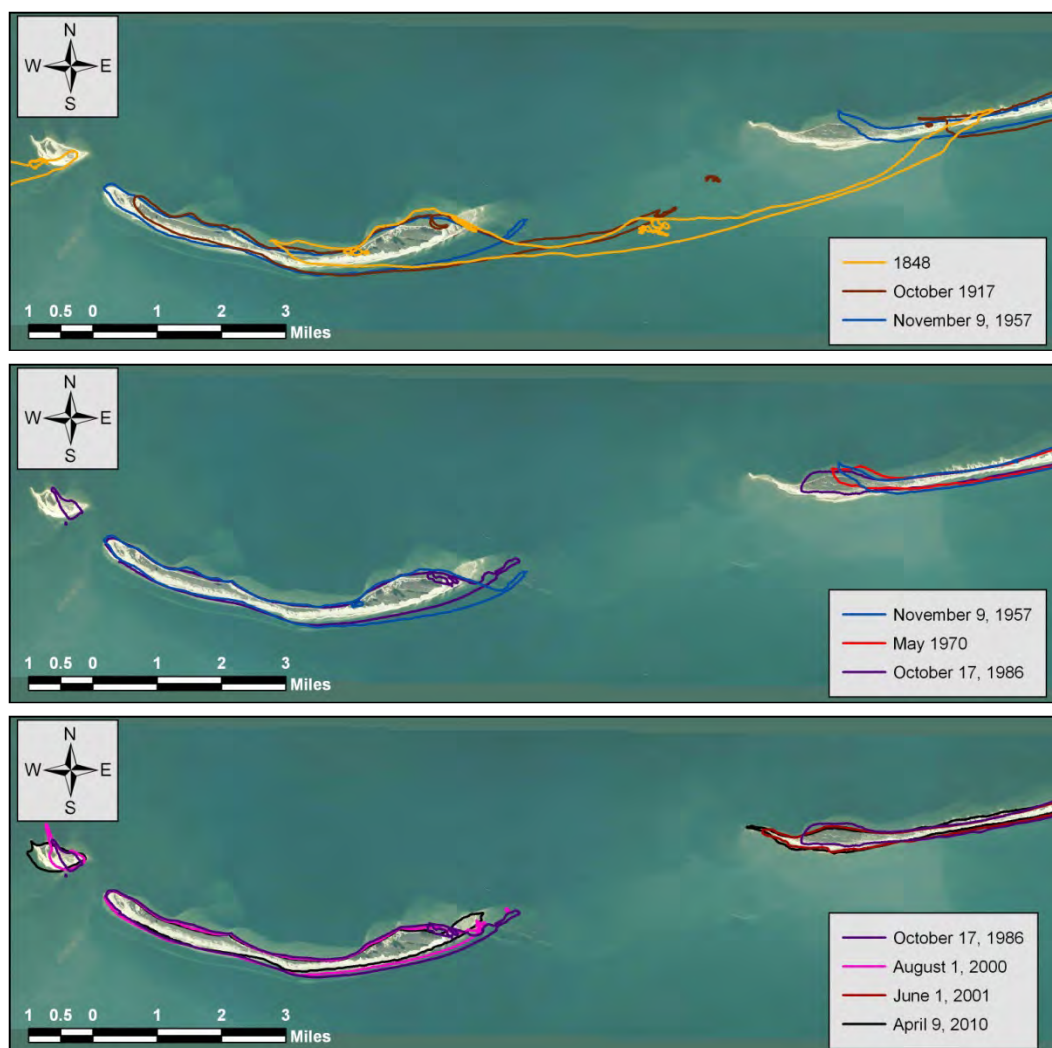 N
W E
S
1848
October 1917
November 9, 1957
1 0.5 0 1 2 3
Miles
N
W E
S
November 9, 1957
May 1970
October 17, 1986
1 0.5 0 1 2 3
Miles
N
W E
S
October 17, 1986
August 1, 2000
June 1, 2001
April 9, 2010
1 0.5 0 1 2 3
Miles